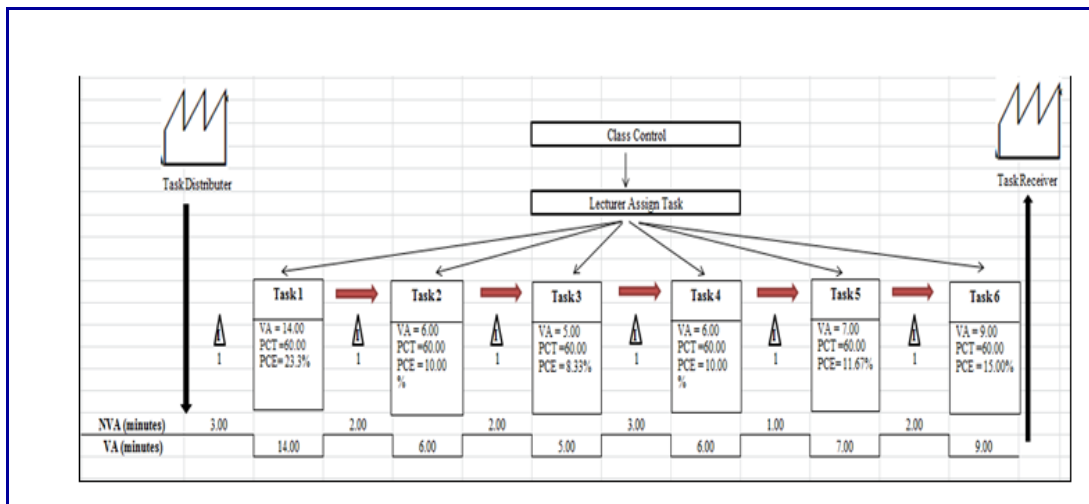 Class Control
Task Distributer
Task Receiver
Lecturer Assign Task
Task 1
VA = 14.00
PCT =60.00
PCE= 23.3%
Task 2
VA = 6.00
PCT=60.00
PCE = 10.00
%
Task 3
VA = 5.00
PCT =60.00
PCE = 8.33%
Task 4
VA = 6.00
PCT=60.00
PCE = 10.00
%
Task 5
VA = 7.00
PCT =60.00
PCE= 11.67%
Task 6
VA = 9.00
PCT =60.00
PCE = 15.00%
I I I I I I
1 1 1 1 1 1
NVA (minutes) 3.00 2.00 2.00 3.00 1.00 2.00
VA (minutes) 14.00 6.00 5.00 6.00 7.00 9.00